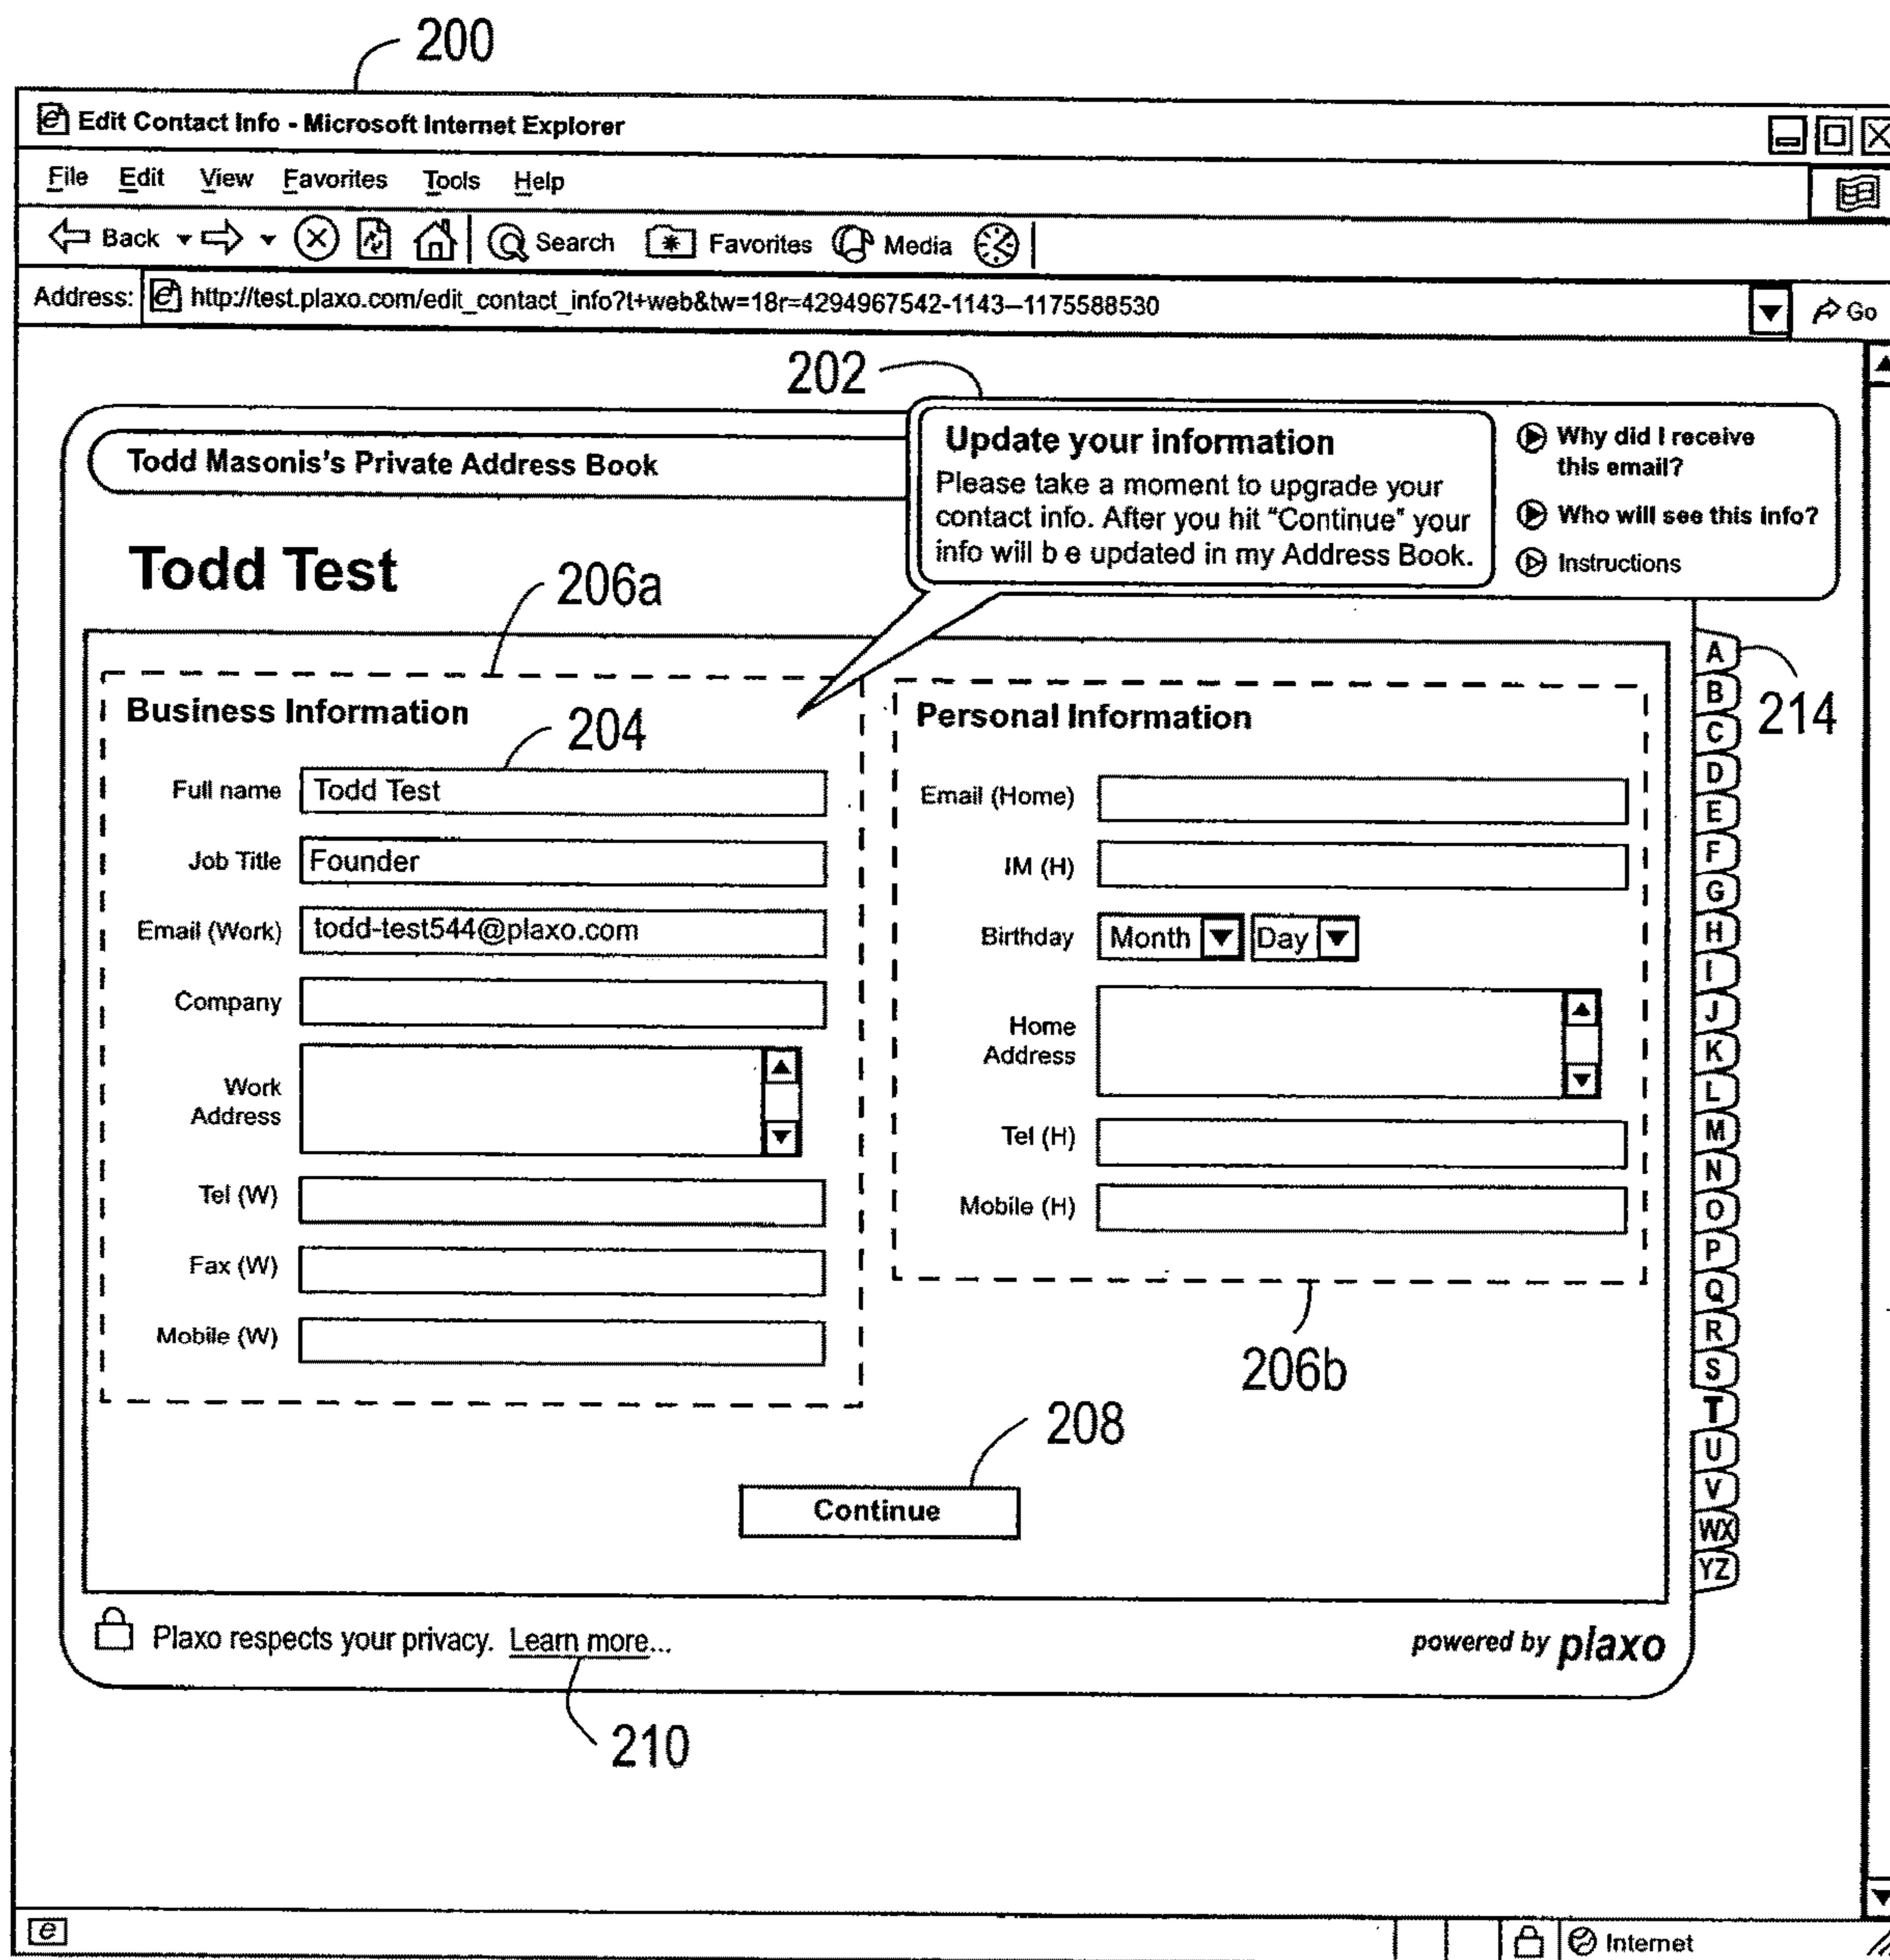 200
Edit Contact Info - Microsoft Internet Explorer
File Edit View Favorites Tools Help
Back Search Favorites Media
Address: http://test.plaxo.com/edit_contact_info?t+web&tw=18r=4294967542-1143--1175588530 Go
202
Todd Masonis's Private Address Book
Update your information
Please take a moment to upgrade your
contact info. After you hit "Continue" your
info will b e updated in my Address Book.
Why did I receive
this email?
Who will see this info?
Instructions
Todd Test
206a
214
Business Information
204
Full name Todd Test
Job Title Founder
Email (Work) todd-test544@plaxo.com
Company
Work
Address
Tel (W)
Fax (W)
Mobile (W)
Personal Information
Email (Home)
IM (H)
Birthday Month Day
Home
Address
Tel (H)
Mobile (H)
206b
A
B
C
D
E
F
G
H
I
J
K
L
M
N
O
P
Q
R
S
T
U
V
WX
YZ
208
Continue
Plaxo respects your privacy. Learn more...
powered by plaxo
210
Internet